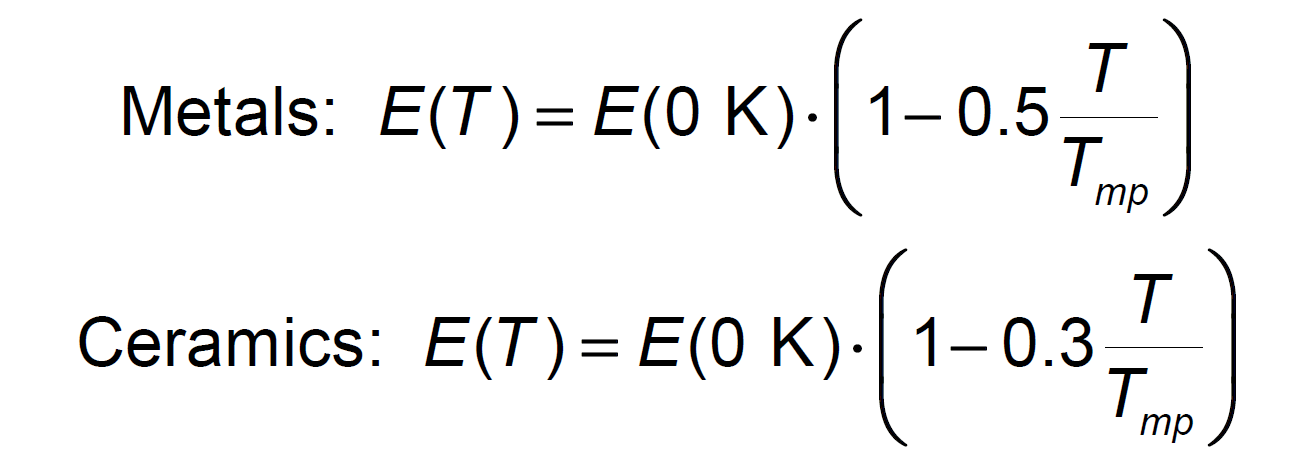 Metals: E(T) = E(0 K)·(1 – 0.5 T/T_mp)
Ceramics: E(T) = E(0 K)·(1 – 0.3 T/T_mp)